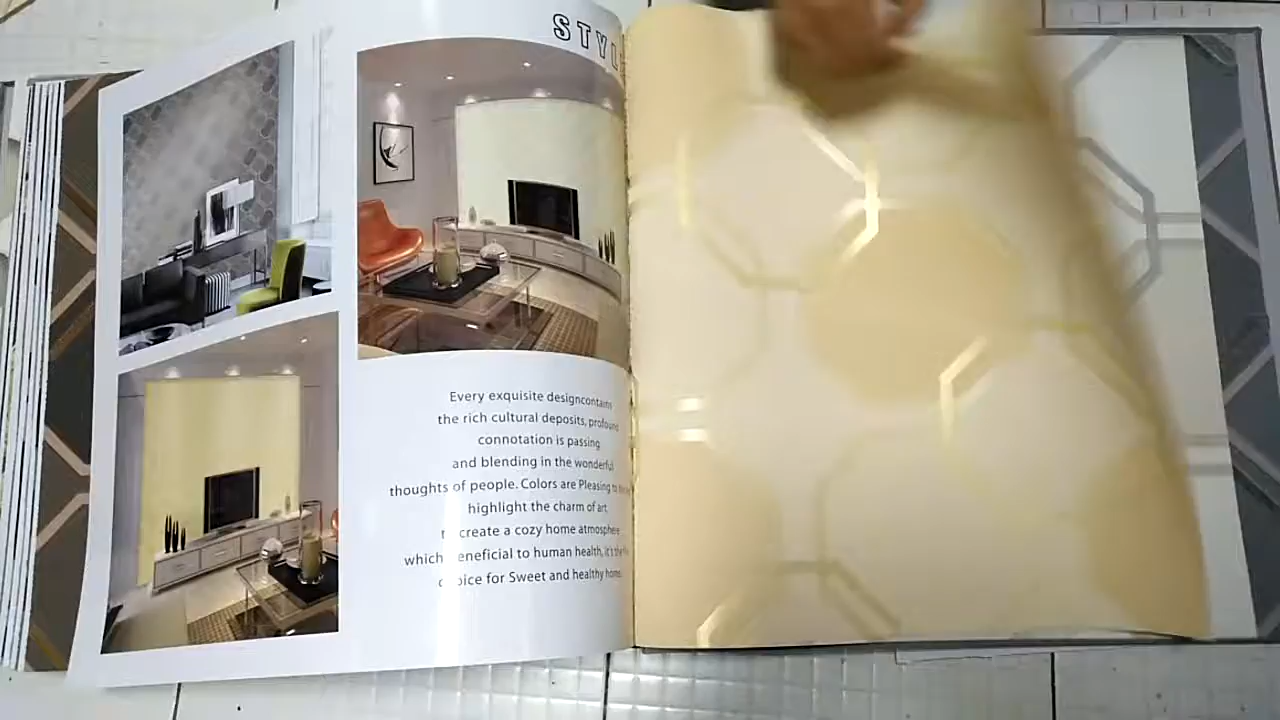 STYL
Every exquisite designcontains
the rich cultural deposits, profound
connotation is passing
and blending in the wonderful
thoughts of people. Colors are Pleasing to
highlight the charm of art
create a cozy home atmosphere
which eneficial to human health, it's the
oice for Sweet and healthy home